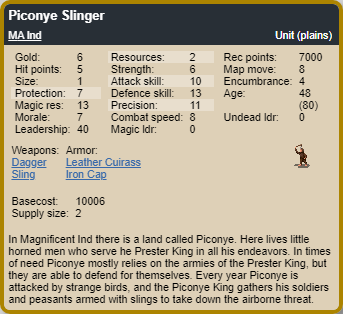 Piconye Slinger
MA Ind Unit (plains)
Gold: 6 Resources: 2 Rec points: 7000
Hit points: 5 Strength: 6 Map move: 8
Size: 1 Attack skill: 10 Encumbrance: 4
Protection: 7 Defence skill: 13 Age: 48
Magic res: 13 Precision: 11 (80)
Morale: 7 Combat speed: 8 Undead ldr: 0
Leadership: 40 Magic ldr: 0
Weapons: Armor:
Dagger Leather Cuirass
Sling Iron Cap
Basecost: 10006
Supply size: 2
In Magnificent Ind there is a land called Piconye. Here lives little
horned men who serve he Prester King in all his endeavors. In times
of need Piconye mostly relies on the armies of the Prester King, but
they are able to defend for themselves. Every year Piconye is
attacked by strange birds, and the Piconye King gathers his soldiers
and peasants armed with slings to take down the airborne threat.